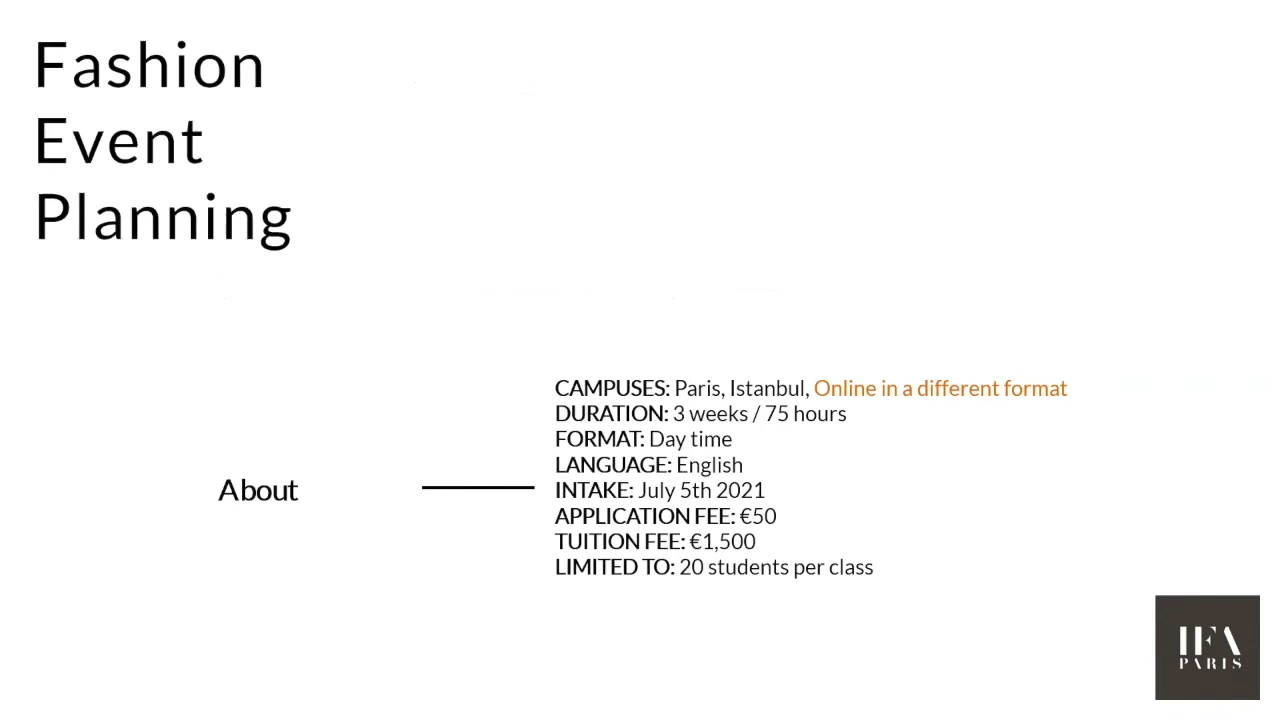 Fashion
Event
Planning
CAMPUSES: Paris, Istanbul, Online in a different format
DURATION: 3 weeks / 75 hours
FORMAT: Day time
LANGUAGE: English
About
INTAKE: July 5th 2021
APPLICATION FEE: €50
TUITION FEE: €1,500
LIMITED TO: 20 students per class
IFA
PARIS